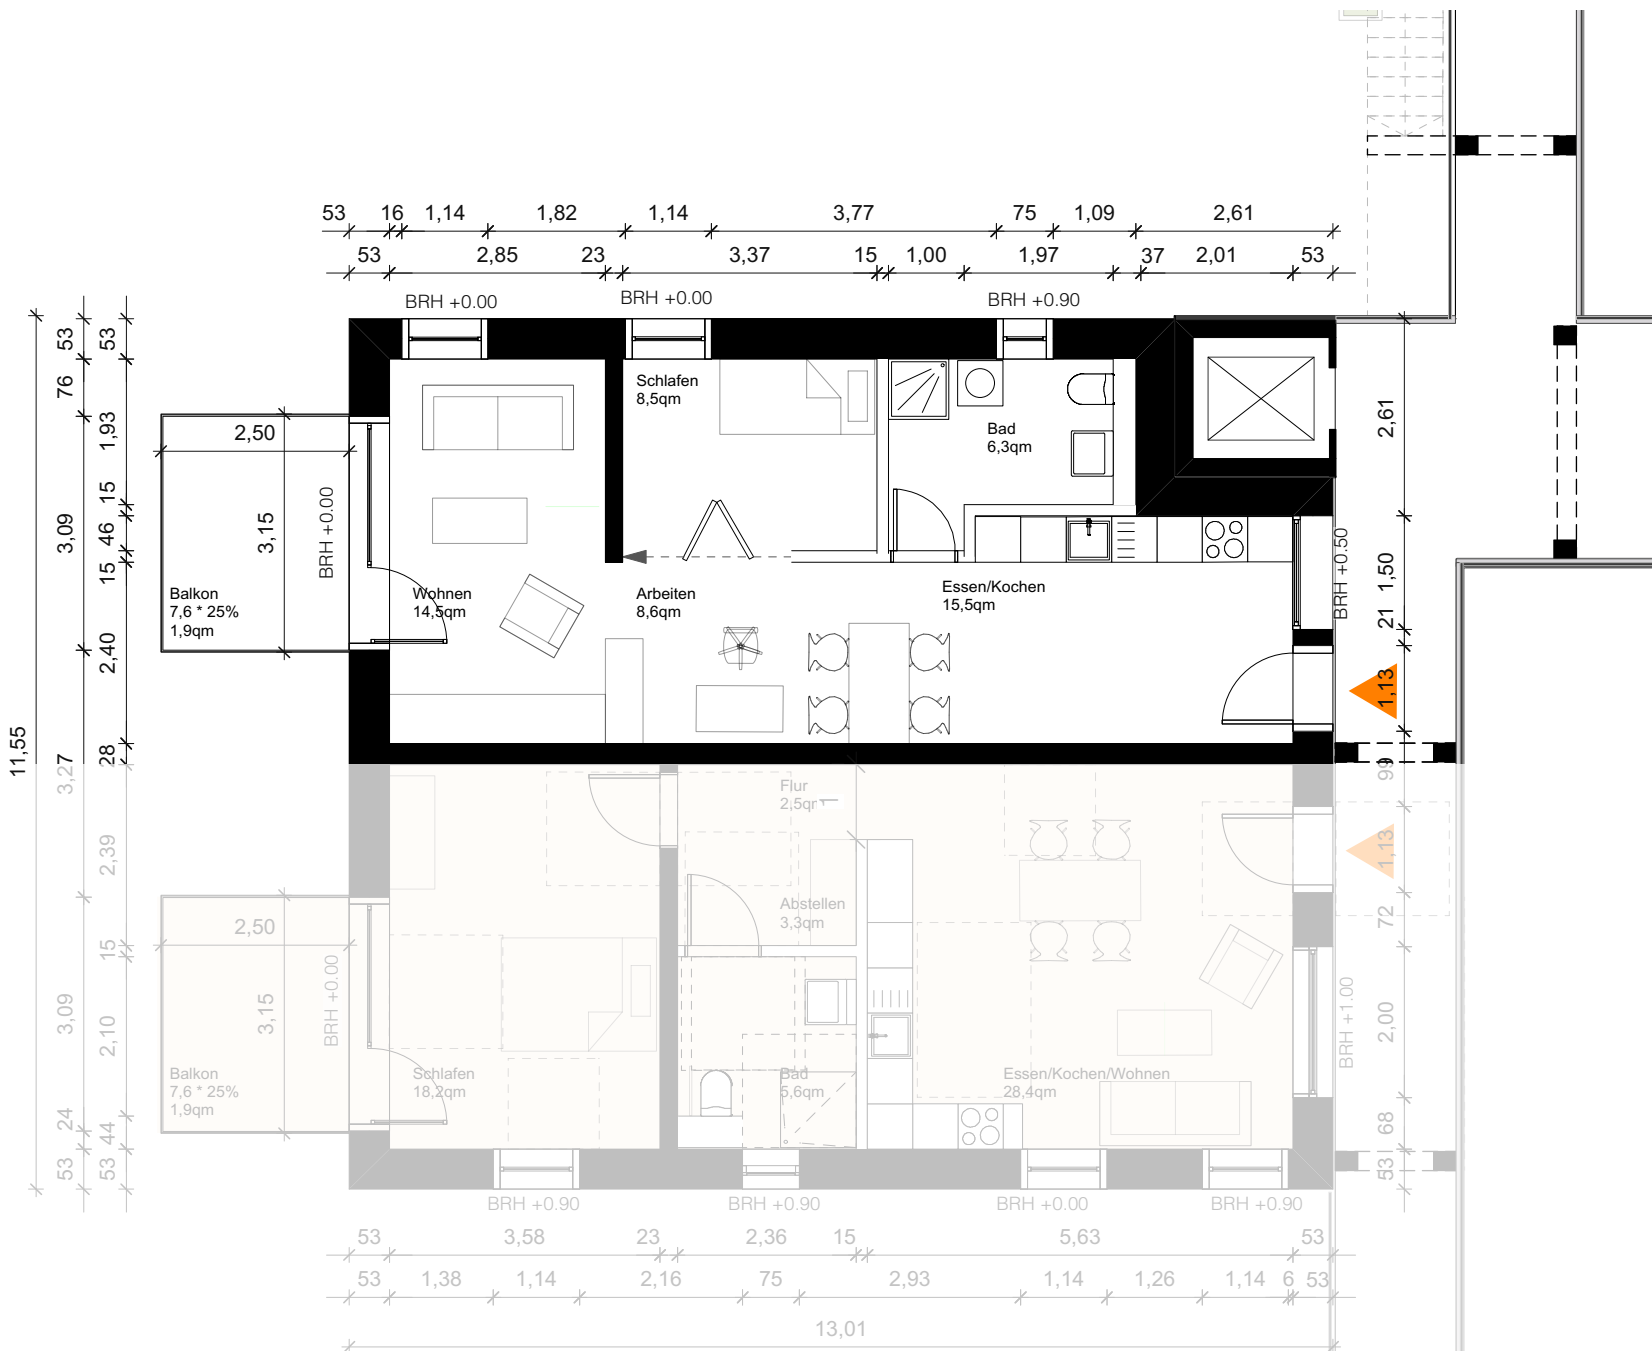 53 16 1,14 1,82 1,14 3,77 75 1,09 2,61
53 2,85 23 3,37 15 1,00 1,97 37 2,01 53
BRH +0.00 BRH +0.00 BRH +0.90
53 53
76
1,93
15
3,09 46
15
2,40
28
11,55
3,27
2,39
15
3,09
2,10
24
44
53 53
2,50
3,15
BRH +0.00
Balkon
7,6 * 25%
1,9qm
Wohnen
14,5qm
Schlafen
8,5qm
Arbeiten
8,6qm
Bad
6,3qm
Essen/Kochen
15,5qm
BRH +0.50
2,61
1,50
21
1,13
99
1,13
72
2,00
68
53
Flur
2,5qm
1
Abstellen
3,3qm
2,50
3,15
BRH +0.00
Balkon
7,6 * 25%
1,9qm
Schlafen
18,2qm
Bad
5,6qm
Essen/Kochen/Wohnen
28,4qm
BRH +1.00
BRH +0.90 BRH +0.90 BRH +0.00 BRH +0.90
53 3,58 23 2,36 15 5,63 53
53 1,38 1,14 2,16 75 2,93 1,14 1,26 1,14 6 53
13,01